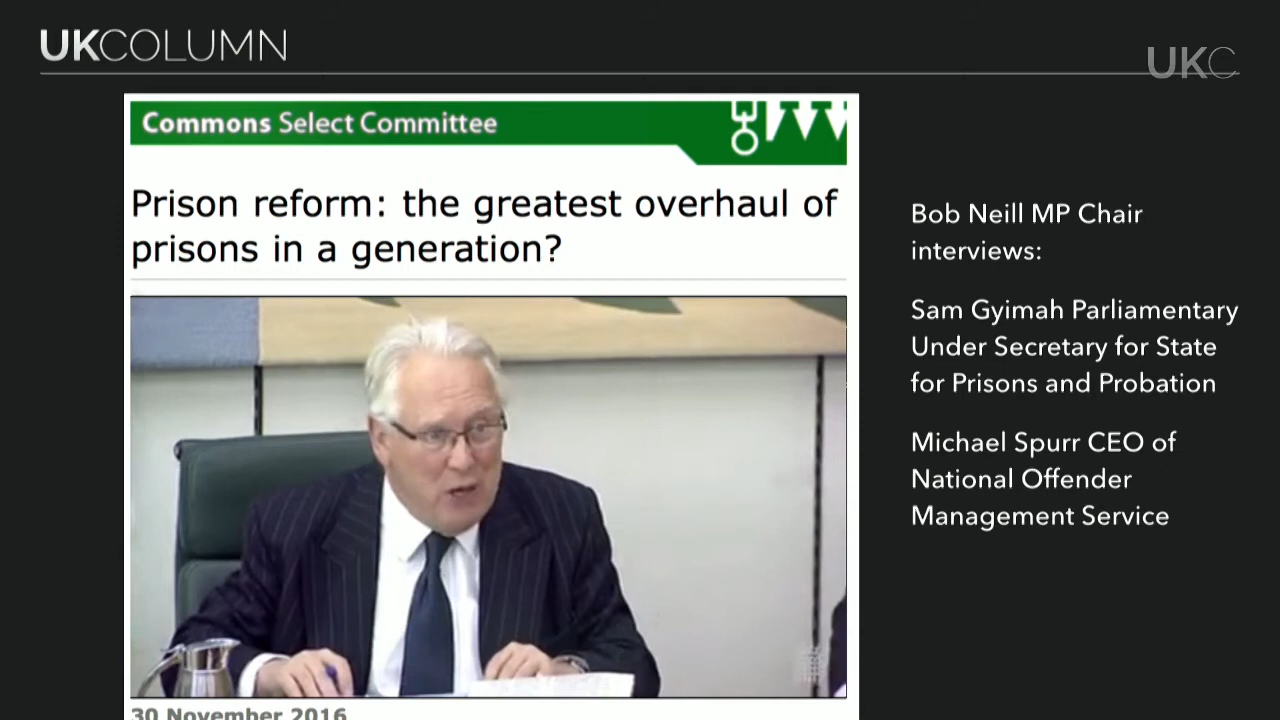 UKCOLUMN
UKC
Commons Select Committee
Prison reform: the greatest overhaul of
prisons in a generation?
30 November 2016
Bob Neill MP Chair
interviews:
Sam Gyimah Parliamentary
Under Secretary for State
for Prisons and Probation
Michael Spurr CEO of
National Offender
Management Service